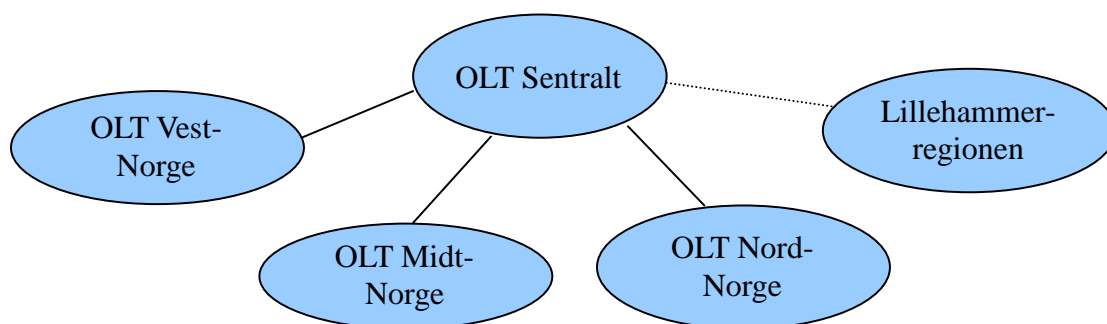 OLT Sentralt
OLT Vest-
Norge
Lillehammer-
regionen
OLT Midt-
Norge
OLT Nord-
Norge